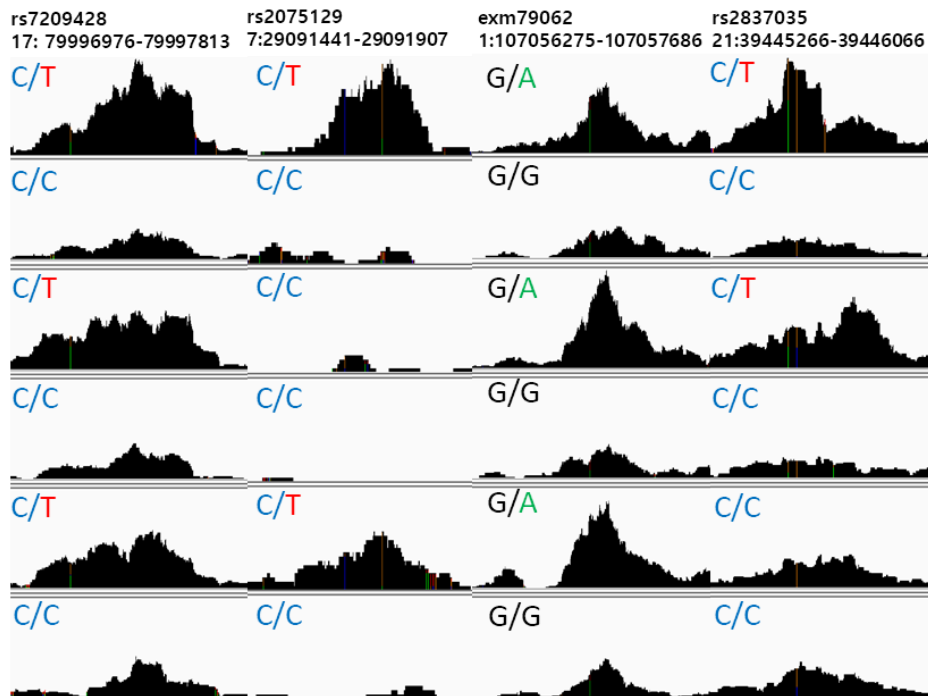 rs7209428 rs2075129 exm79062 rs2837035
17: 79996976-79997813 7:29091441-29091907 1:107056275-107057686 21:39445266-39446066
C/T C/T G/A C/T
C/C C/C G/G C/C
C/T C/C G/A C/T
C/C C/C G/G C/C
C/T C/T G/A C/C
C/C C/C G/G C/C